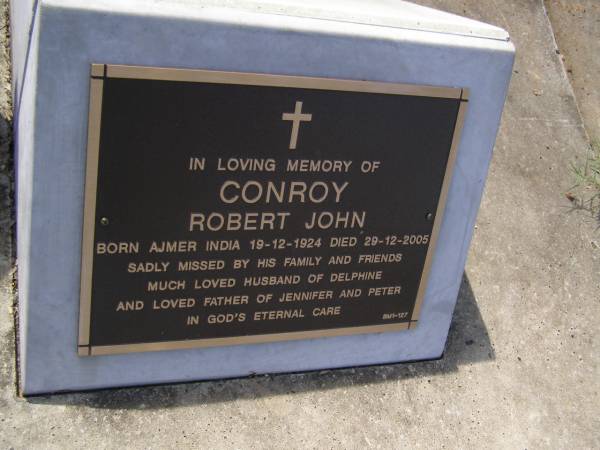 IN LOVING MEMORY OF
CONROY
ROBERT JOHN
BORN AJMER INDIA 19-12-1924 DIED 29-12-2005
SADLY MISSED BY HIS FAMILY AND FRIENDS
MUCH LOVED HUSBAND OF DELPHINE
AND LOVED FATHER OF JENNIFER AND PETER
IN GOD'S ETERNAL CARE